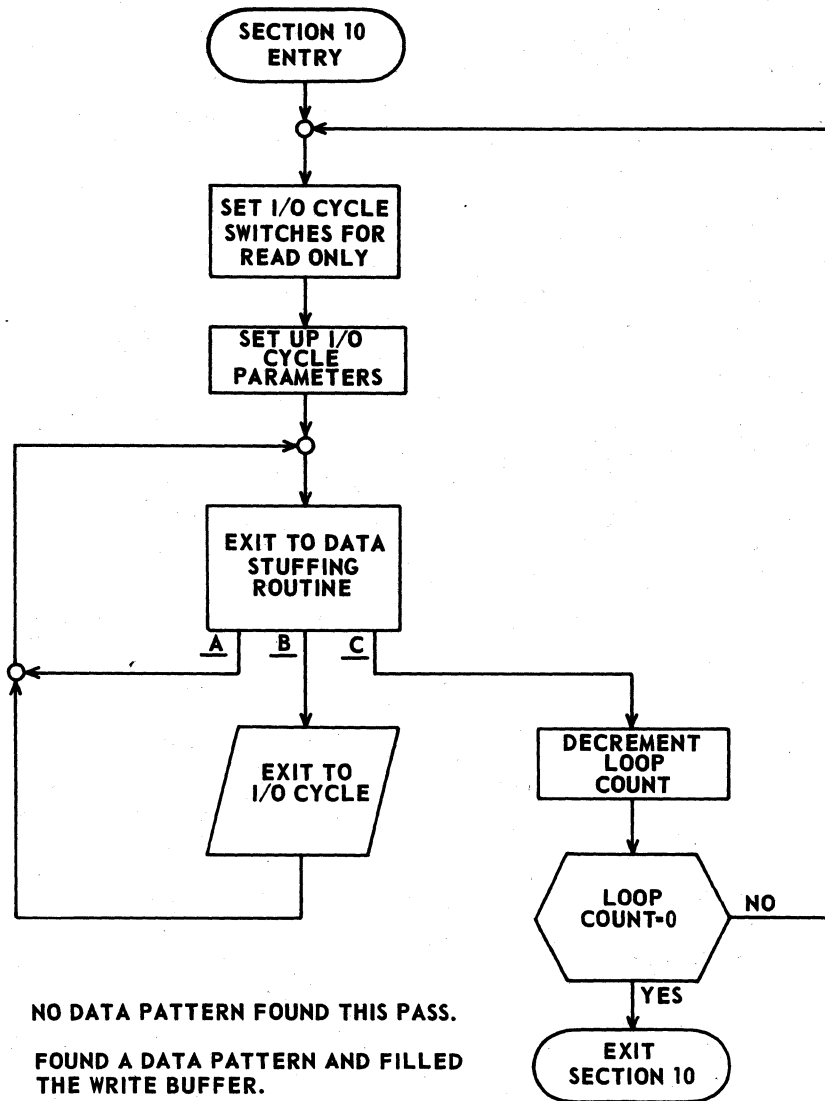 SECTION 10
ENTRY
SET I/O CYCLE
SWITCHES FOR
READ ONLY
SET UP I/O
CYCLE
PARAMETERS
EXIT TO DATA
STUFFING
ROUTINE
A B C
EXIT TO
I/O CYCLE
DECREMENT
LOOP
COUNT
LOOP
COUNT=0
NO
YES
EXIT
SECTION 10
NO DATA PATTERN FOUND THIS PASS.
FOUND A DATA PATTERN AND FILLED
THE WRITE BUFFER.